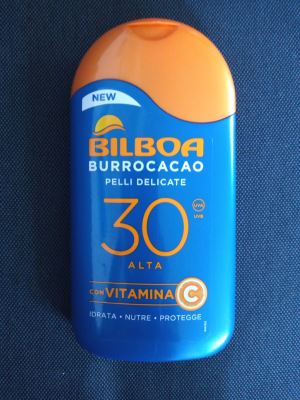 NEW
BILBOA
BURROCACAO
PELLI DELICATE
30
UVA
UVB
ALTA
CON VITAMINA C
IDRATA • NUTRE • PROTEGGE